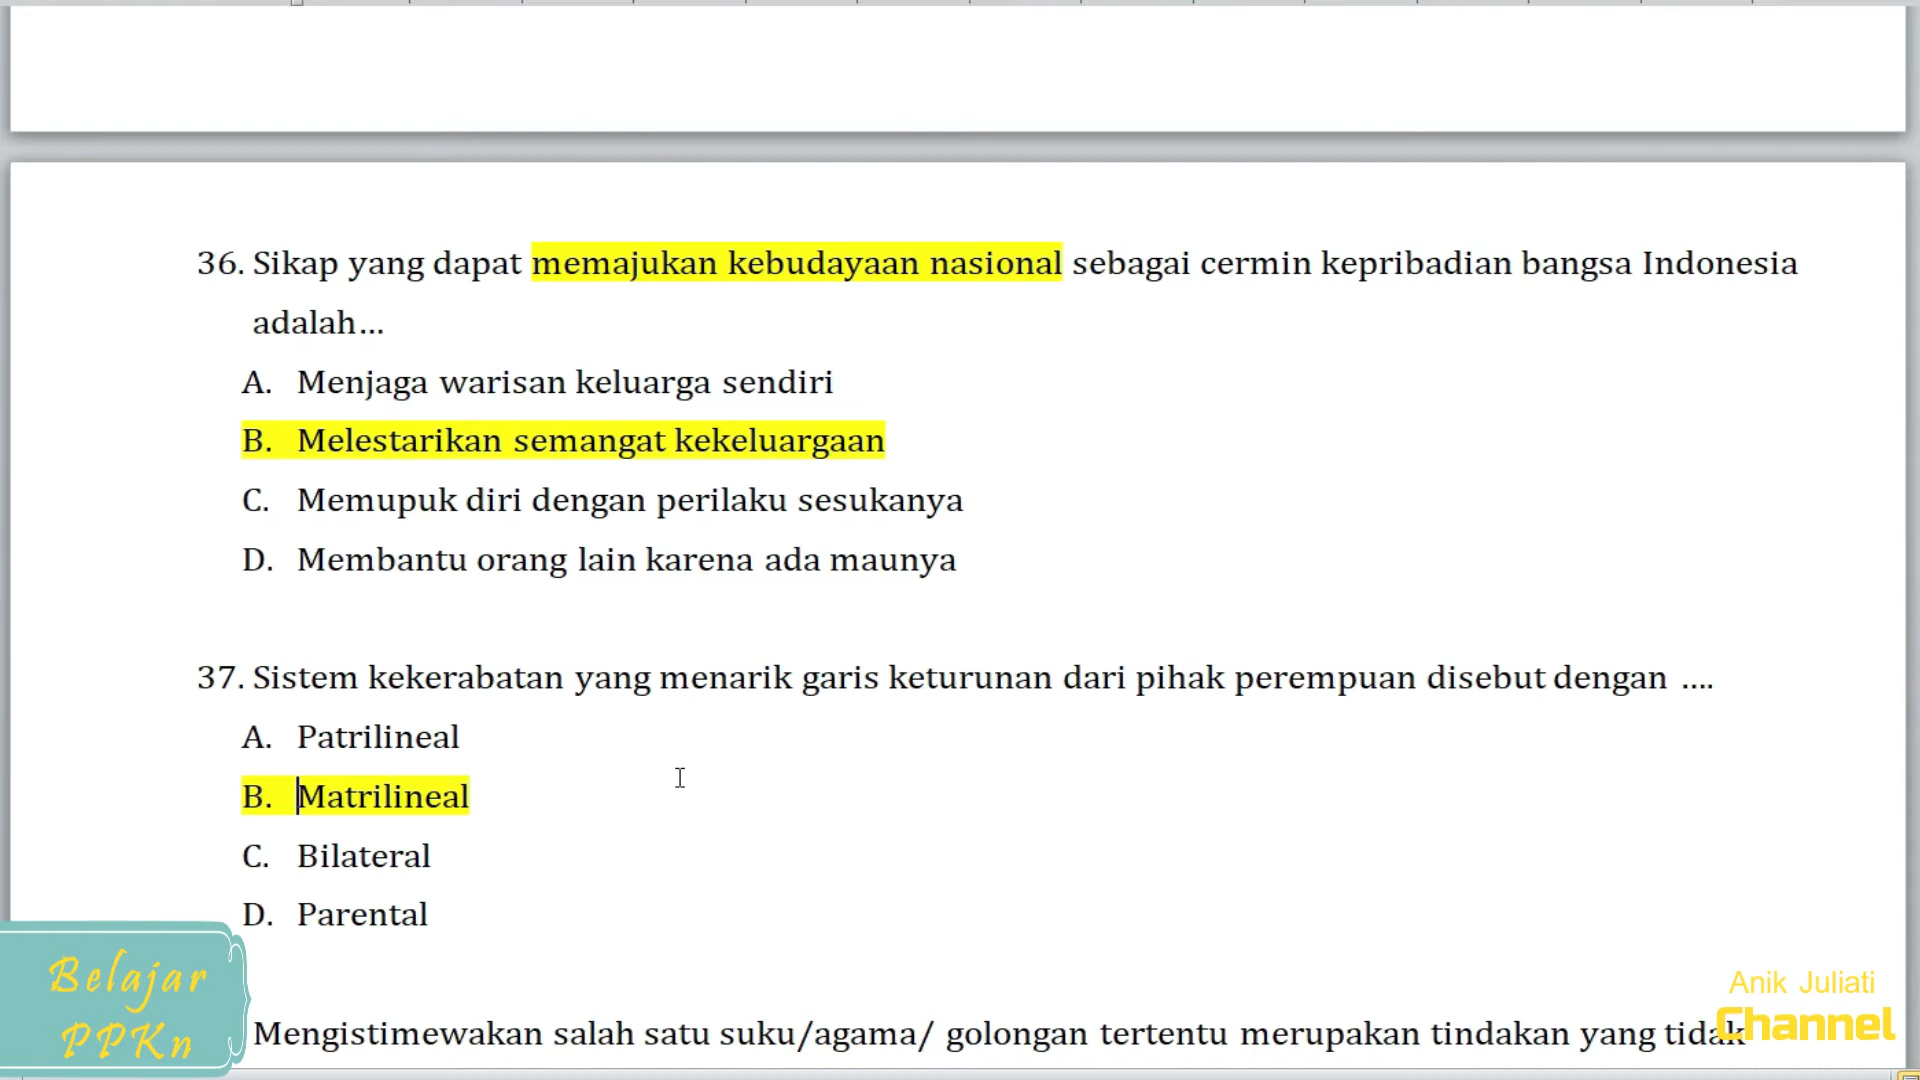 36. Sikap yang dapat memajukan kebudayaan nasional sebagai cermin kepribadian bangsa Indonesia
adalah...
A. Menjaga warisan keluarga sendiri
B. Melestarikan semangat kekeluargaan
C. Memupuk diri dengan perilaku sesukanya
D. Membantu orang lain karena ada maunya
37. Sistem kekerabatan yang menarik garis keturunan dari pihak perempuan disebut dengan ....
A. Patrilineal
B. Matrilineal
C. Bilateral
D. Parental
Mengistimewakan salah satu suku/agama/ golongan tertentu merupakan tindakan yang tidak
Belajar
PPKn
Anik Juliati
Channel